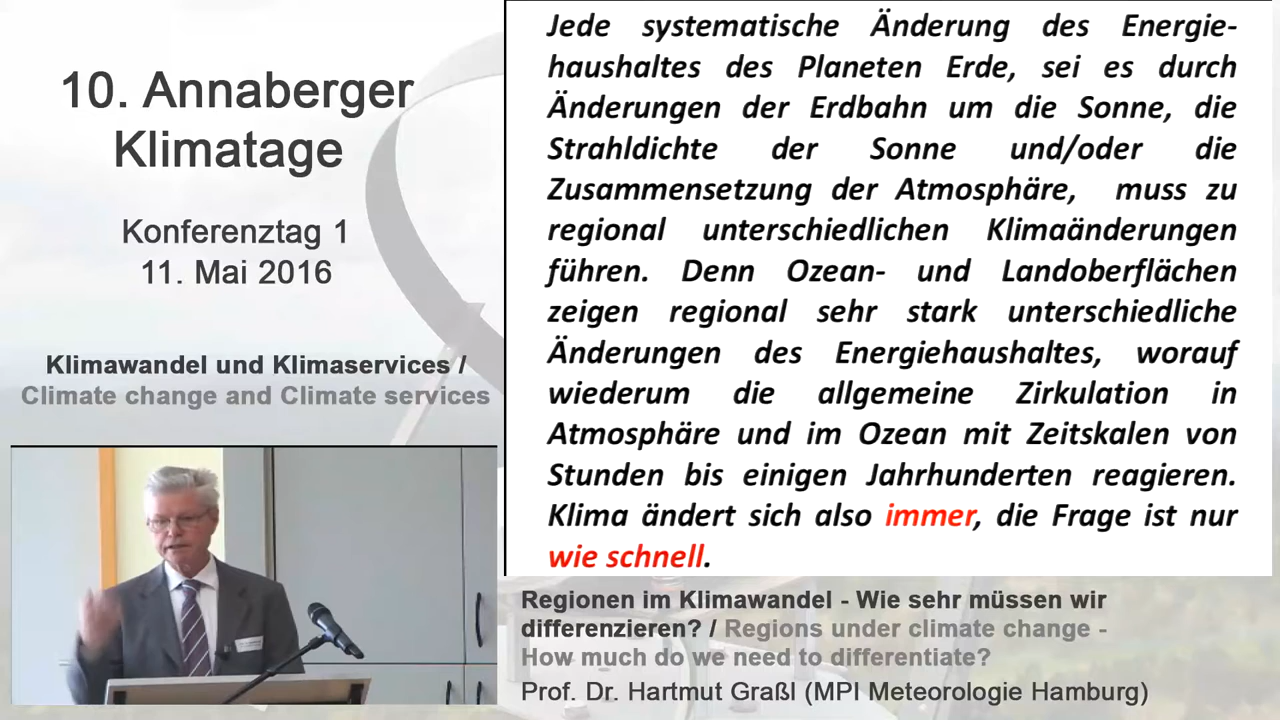 10. Annaberger
Klimatage
Konferenztag 1
11. Mai 2016
Klimawandel und Klimaservices /
Climate change and Climate services
Jede systematische Änderung des Energie-
haushaltes des Planeten Erde, sei es durch
Änderungen der Erdbahn um die Sonne, die
Strahldichte der Sonne und/oder die
Zusammensetzung der Atmosphäre, muss zu
regional unterschiedlichen Klimaänderungen
führen. Denn Ozean- und Landoberflächen
zeigen regional sehr stark unterschiedliche
Änderungen des Energiehaushaltes, worauf
wiederum die allgemeine Zirkulation in
Atmosphäre und im Ozean mit Zeitskalen von
Stunden bis einigen Jahrhunderten reagieren.
Klima ändert sich also immer, die Frage ist nur
wie schnell.
Regionen im Klimawandel - Wie sehr müssen wir
differenzieren? / Regions under climate change -
How much do we need to differentiate?
Prof. Dr. Hartmut Graßl (MPI Meteorologie Hamburg)